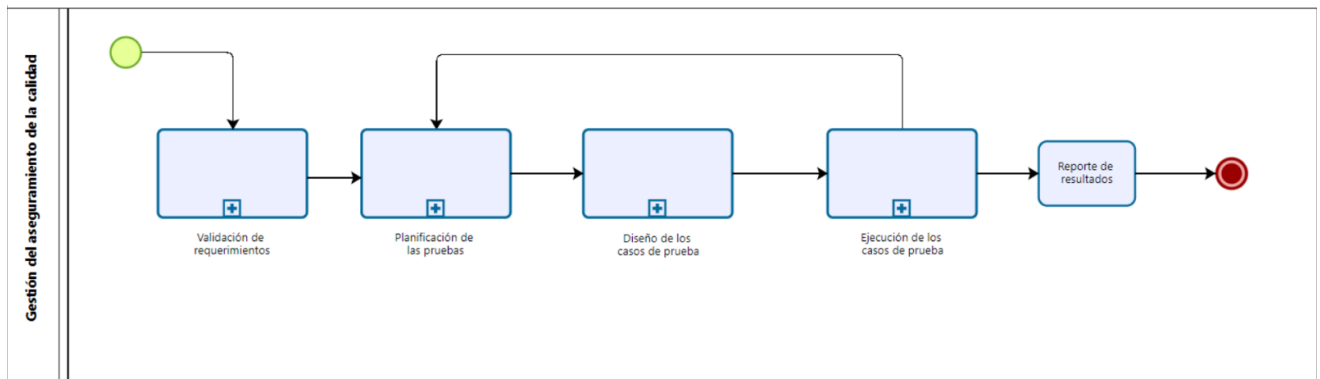 Gestión del aseguramiento de la calidad
Validación de
requerimientos
Planificación de
las pruebas
Diseño de los
casos de prueba
Ejecución de los
casos de prueba
Reporte de
resultados